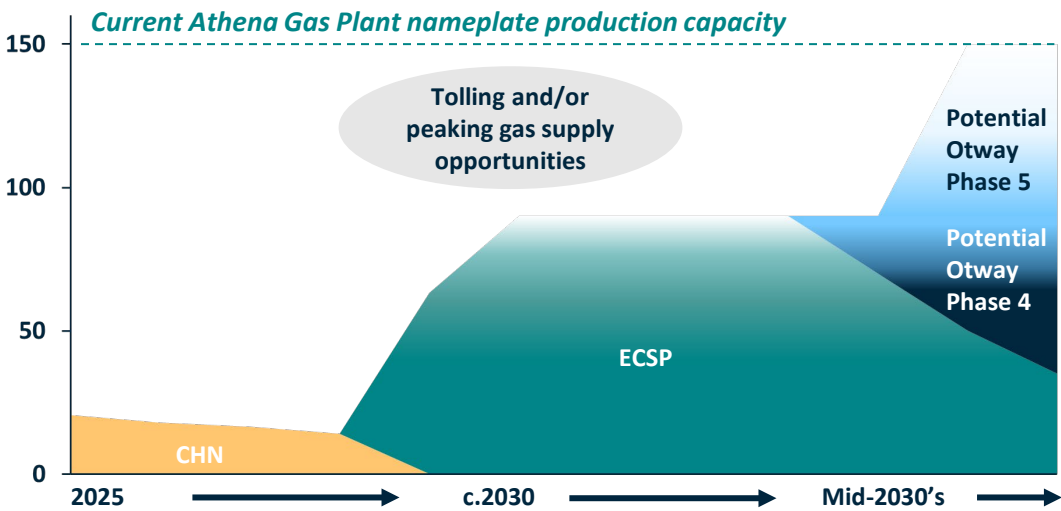 Current Athena Gas Plant nameplate production capacity
150
Tolling and/or
peaking gas supply
opportunities
Potential
Otway
Phase 5
100
Potential
Otway
Phase 4
50
ECSP
CHN
0
2025
c.2030
Mid-2030's